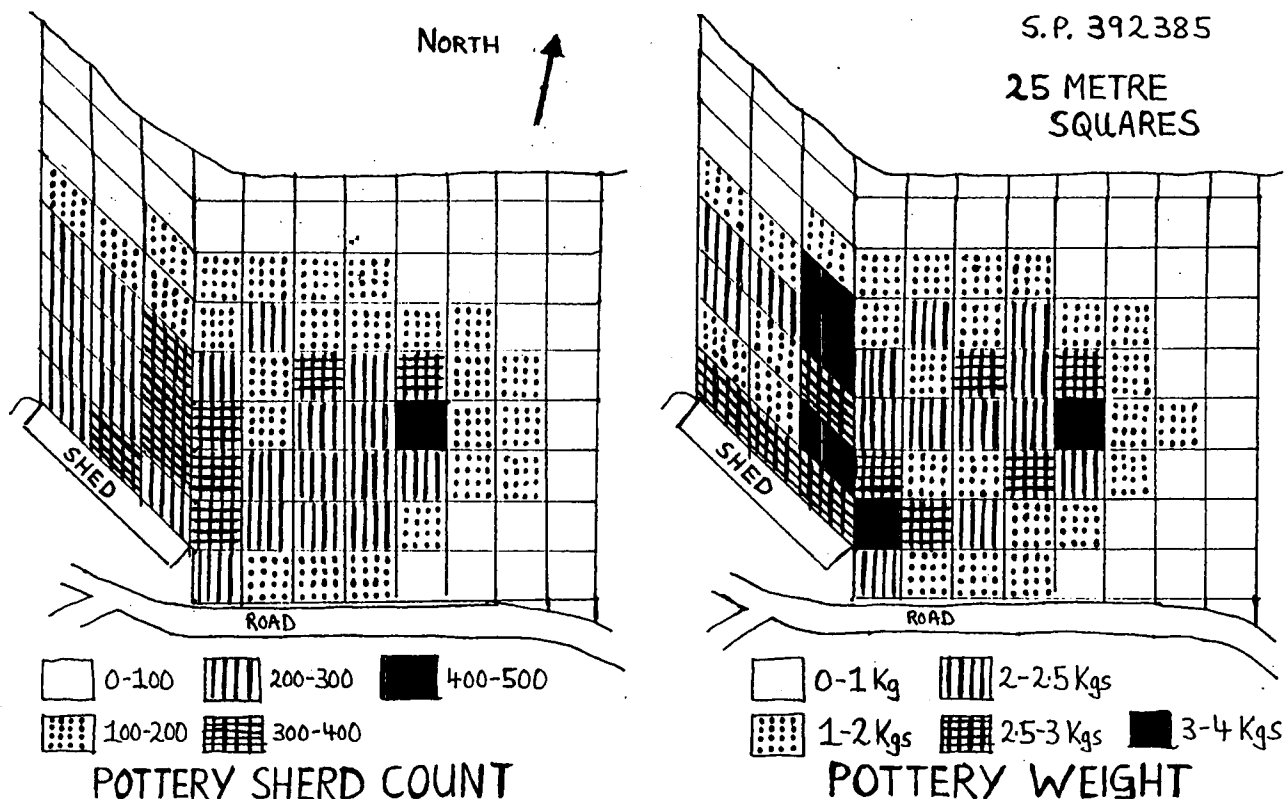 NORTH
S.P. 392385
25 METRE
SQUARES
SHED
ROAD
SHED
ROAD
0-100
200-300
400-500
100-200
300-400
POTTERY SHERD COUNT
0-1 Kg
2-2.5 Kgs
1-2 Kgs
2.5-3 Kgs
3-4 Kgs
POTTERY WEIGHT